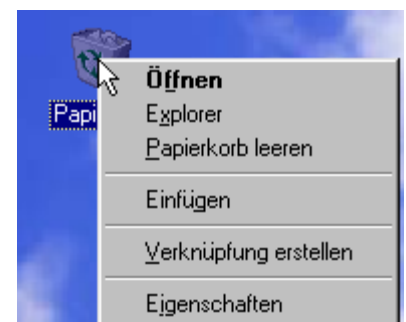 Öffnen
Papi
Explorer
Papierkorb leeren
Einfügen
Verknüpfung erstellen
Eigenschaften